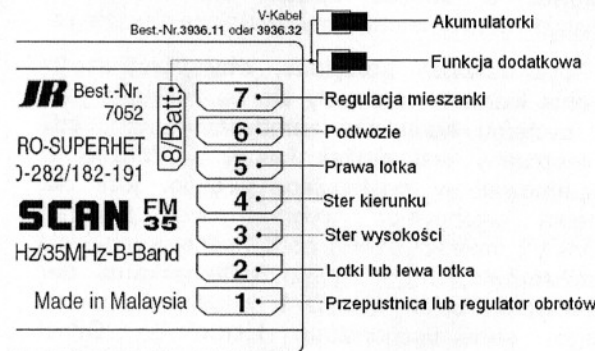 V-Kabel
Best.-Nr.3936.11 oder 3936.32
Akumulatorki
Funkcja dodatkowa
JR Best.-Nr.
7052
8/Batt.
RO-SUPERHET
-282/182-191
SCAN FM
35
Hz/35MHz-B-Band
Made in Malaysia
7 Regulacja mieszanki
6 Podwozie
5 Prawa lotka
4 Ster kierunku
3 Ster wysokości
2 Lotki lub lewa lotka
1 Przepustnica lub regulator obrotów